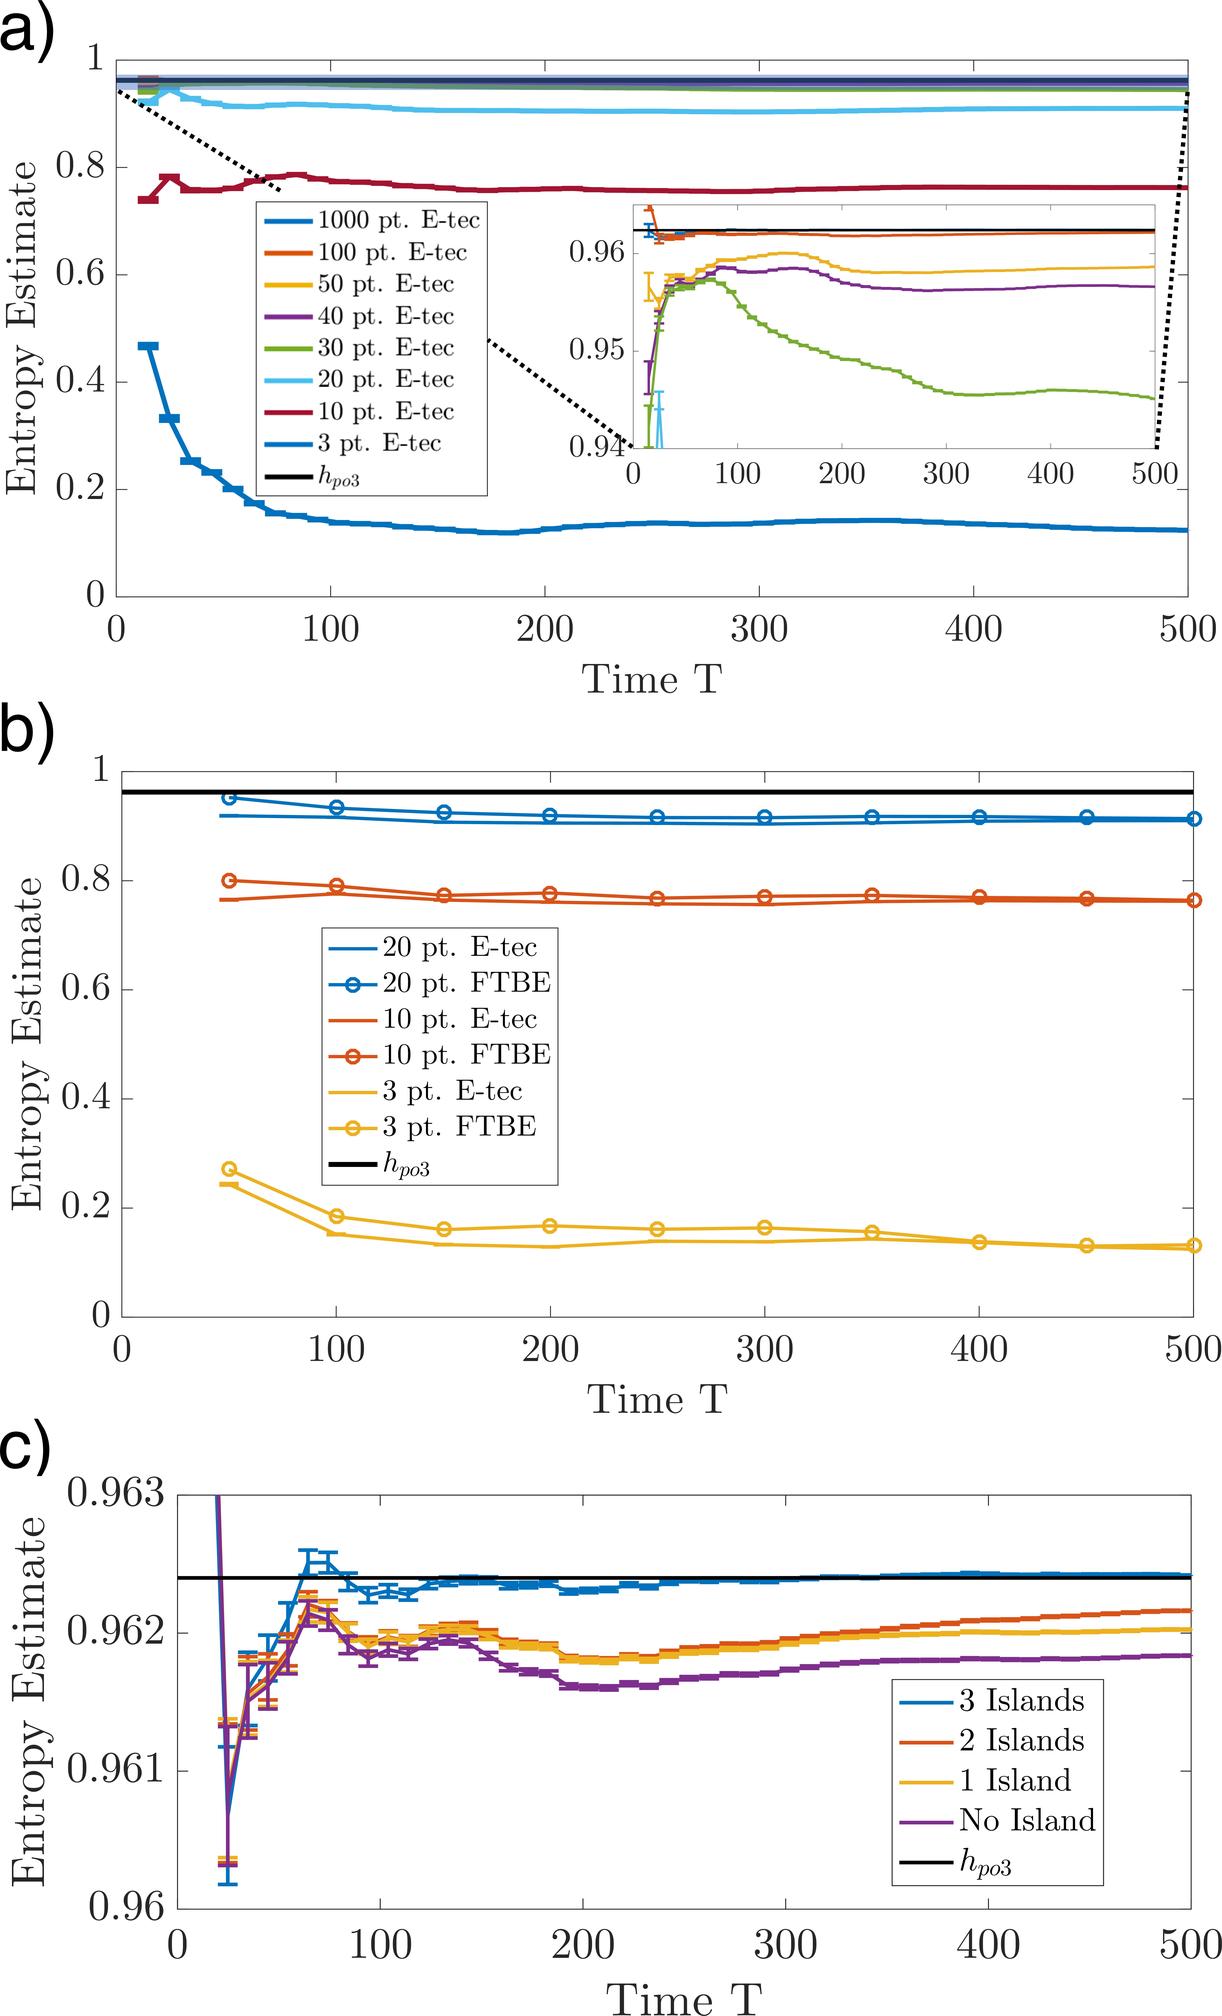 a)
1
0.8
0.6
0.4
0.2
0
Entropy Estimate
1000 pt. E-tec
100 pt. E-tec
50 pt. E-tec
40 pt. E-tec
30 pt. E-tec
20 pt. E-tec
10 pt. E-tec
3 pt. E-tec
hpo3
0.96
0.95
0.94
0 100 200 300 400 500
0 100 200 300 400 500
Time T
b)
1
0.8
0.6
0.4
0.2
0
Entropy Estimate
20 pt. E-tec
20 pt. FTBE
10 pt. E-tec
10 pt. FTBE
3 pt. E-tec
3 pt. FTBE
hpo3
0 100 200 300 400 500
Time T
c)
0.963
0.962
0.961
0.96
Entropy Estimate
3 Islands
2 Islands
1 Island
No Island
hpo3
0 100 200 300 400 500
Time T